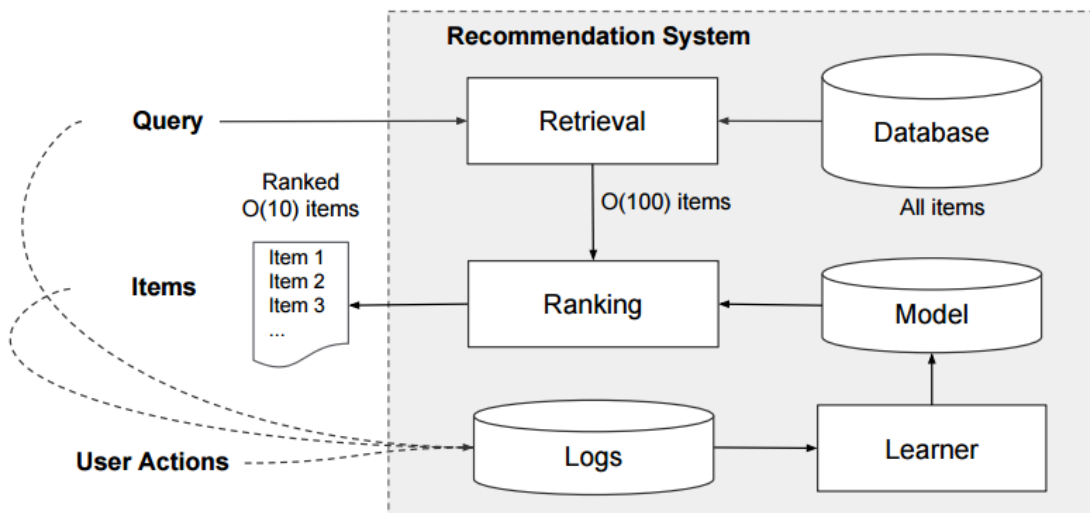 Recommendation System
Query
Retrieval
Database
Ranked
O(10) items
O(100) items
All items
Items
Item 1
Item 2
Item 3
...
Ranking
Model
User Actions
Logs
Learner